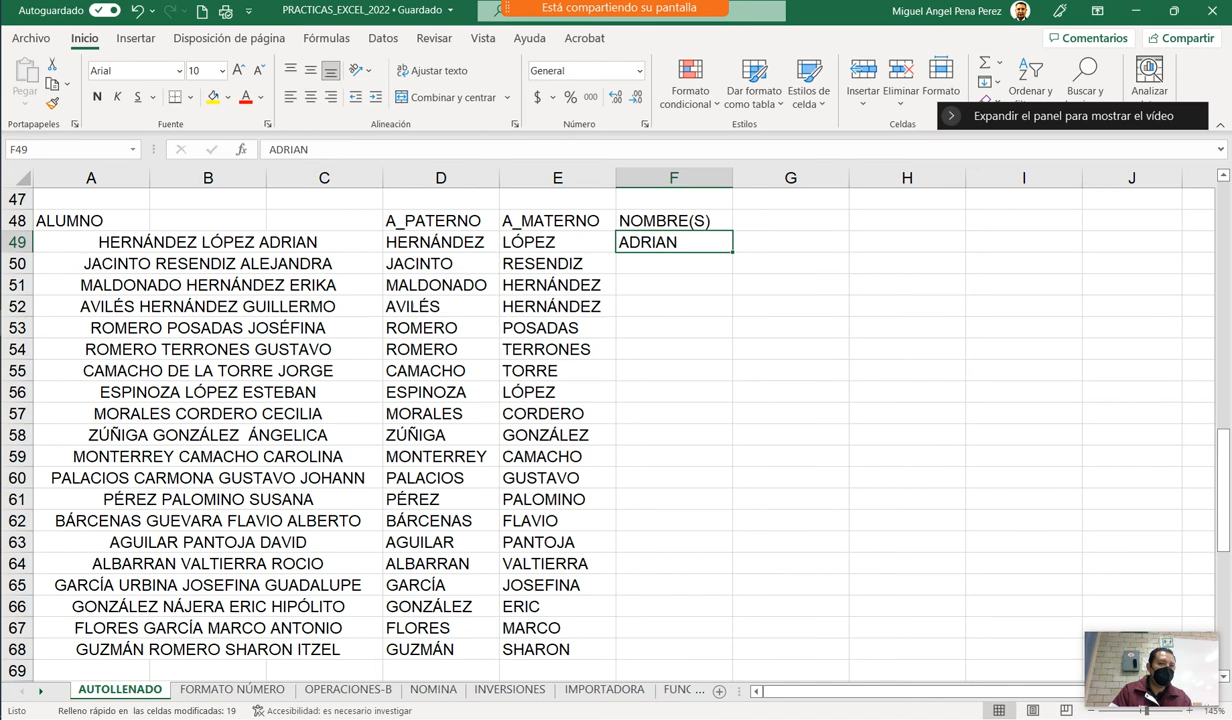 Autoguardado
PRACTICAS_EXCEL_2022 • Guardado
Está compartiendo su pantalla
Miguel Angel Pena Perez
Archivo Inicio Insertar Disposición de página Fórmulas Datos Revisar Vista Ayuda Acrobat
Comentarios Compartir
Pegar
Arial 10
N K S
Ajustar texto
Combinar y centrar
General
$ % 000
Formato condicional
Dar formato como tabla
Estilos de celda
Insertar Eliminar Formato
Ordenar y
Buscar y
Analizar
Portapapeles Fuente Alineación Número Estilos Celdas
Expandir el panel para mostrar el vídeo
F49 fx ADRIAN
A B C D E F G H I J
47
48 ALUMNO A_PATERNO A_MATERNO NOMBRE(S)
49 HERNÁNDEZ LÓPEZ ADRIAN HERNÁNDEZ LÓPEZ ADRIAN
50 JACINTO RESENDIZ ALEJANDRA JACINTO RESENDIZ
51 MALDONADO HERNÁNDEZ ERIKA MALDONADO HERNÁNDEZ
52 AVILÉS HERNÁNDEZ GUILLERMO AVILÉS HERNÁNDEZ
53 ROMERO POSADAS JOSÉFINA ROMERO POSADAS
54 ROMERO TERRONES GUSTAVO ROMERO TERRONES
55 CAMACHO DE LA TORRE JORGE CAMACHO TORRE
56 ESPINOZA LÓPEZ ESTEBAN ESPINOZA LÓPEZ
57 MORALES CORDERO CECILIA MORALES CORDERO
58 ZÚÑIGA GONZÁLEZ ÁNGELICA ZÚÑIGA GONZÁLEZ
59 MONTERREY CAMACHO CAROLINA MONTERREY CAMACHO
60 PALACIOS CARMONA GUSTAVO JOHANN PALACIOS GUSTAVO
61 PÉREZ PALOMINO SUSANA PÉREZ PALOMINO
62 BÁRCENAS GUEVARA FLAVIO ALBERTO BÁRCENAS FLAVIO
63 AGUILAR PANTOJA DAVID AGUILAR PANTOJA
64 ALBARRAN VALTIERRA ROCIO ALBARRAN VALTIERRA
65 GARCÍA URBINA JOSEFINA GUADALUPE GARCÍA JOSEFINA
66 GONZÁLEZ NÁJERA ERIC HIPÓLITO GONZÁLEZ ERIC
67 FLORES GARCÍA MARCO ANTONIO FLORES MARCO
68 GUZMÁN ROMERO SHARON ITZEL GUZMÁN SHARON
69
AUTOLLENADO FORMATO NÚMERO OPERACIONES-B NOMINA INVERSIONES IMPORTADORA FUNC ...
Listo Relleno rápido en las celdas modificadas: 19 Accesibilidad: es necesario investigar 145%